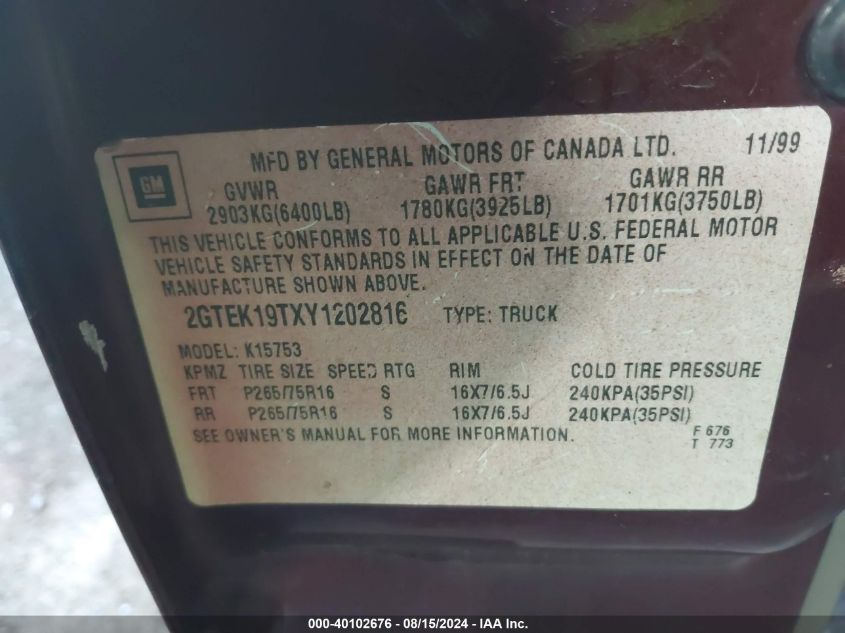 GM
MFD BY GENERAL MOTORS OF CANADA LTD. 11/99
GVWR GAWR FRT GAWR RR
2903KG(6400LB) 1780KG(3925LB) 1701KG(3750LB)
THIS VEHICLE CONFORMS TO ALL APPLICABLE U.S. FEDERAL MOTOR
VEHICLE SAFETY STANDARDS IN EFFECT ON THE DATE OF
MANUFACTURE SHOWN ABOVE.
2GTEK19TXY1202816 TYPE: TRUCK
MODEL: K15753
KPMZ TIRE SIZE SPEED RTG RIM COLD TIRE PRESSURE
FRT P265/75R16 S 16X7/6.5J 240KPA(35PSI)
RR P265/75R16 S 16X7/6.5J 240KPA(35PSI)
SEE OWNER'S MANUAL FOR MORE INFORMATION. F 676
T 773
000-40102676 - 08/15/2024 - IAA Inc.